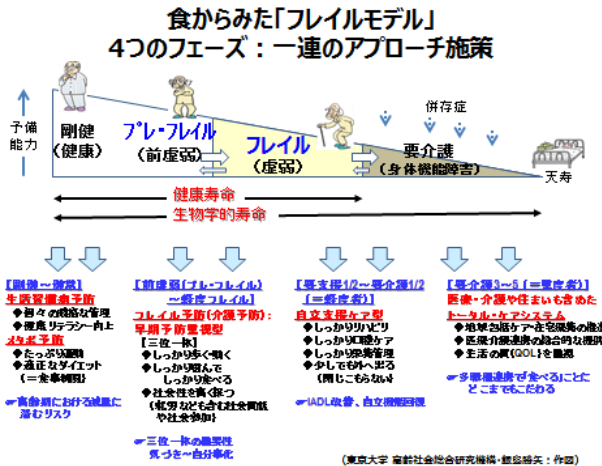 食からみた「フレイルモデル」
4つのフェーズ：一連のアプローチ施策
予備
能力
剛健
(健康)
プレ・フレイル
(前虚弱)
フレイル
(虚弱)
要介護
(身体機能障害)
併存症
天寿
健康寿命
生物学的寿命
【剛健～健常】
生活習慣病予防
◆個々の厳格な管理
◆健康リテラシー向上
メタボ予防
◆たっぷり運動
◆適正なダイエット
(＝食事制限)
☞高齢期における減量に
潜むリスク
【前虚弱(プレ・フレイル)
～軽度フレイル】
フレイル予防(介護予防)：
早期予防重視型
【三位一体】
◆しっかり歩く・動く
◆しっかり噛んで
しっかり食べる
◆社会性を高く保つ
(就労なども含む社会貢献
や社会参加)
☞三位一体の重要性
気づき～自分事化
【要支援1/2～要介護1/2
(＝軽度者)】
自立支援ケア型
◆しっかりリハビリ
◆しっかり口腔ケア
◆しっかり栄養管理
◆少しでも外へ出る
(閉じこもらない)
☞IADL改善、自立機能回復
【要介護3～5(＝重度者)】
医療・介護や住まいも含めた
トータル・ケアシステム
◆地域包括ケア・在宅医療の推進
◆医療介護連携の総合的な提供
◆生活の質(QOL)を重視
☞多職種連携で「食べる」ことに
どこまでもこだわる
(東京大学 高齢社会総合研究機構・飯島勝矢：作図)